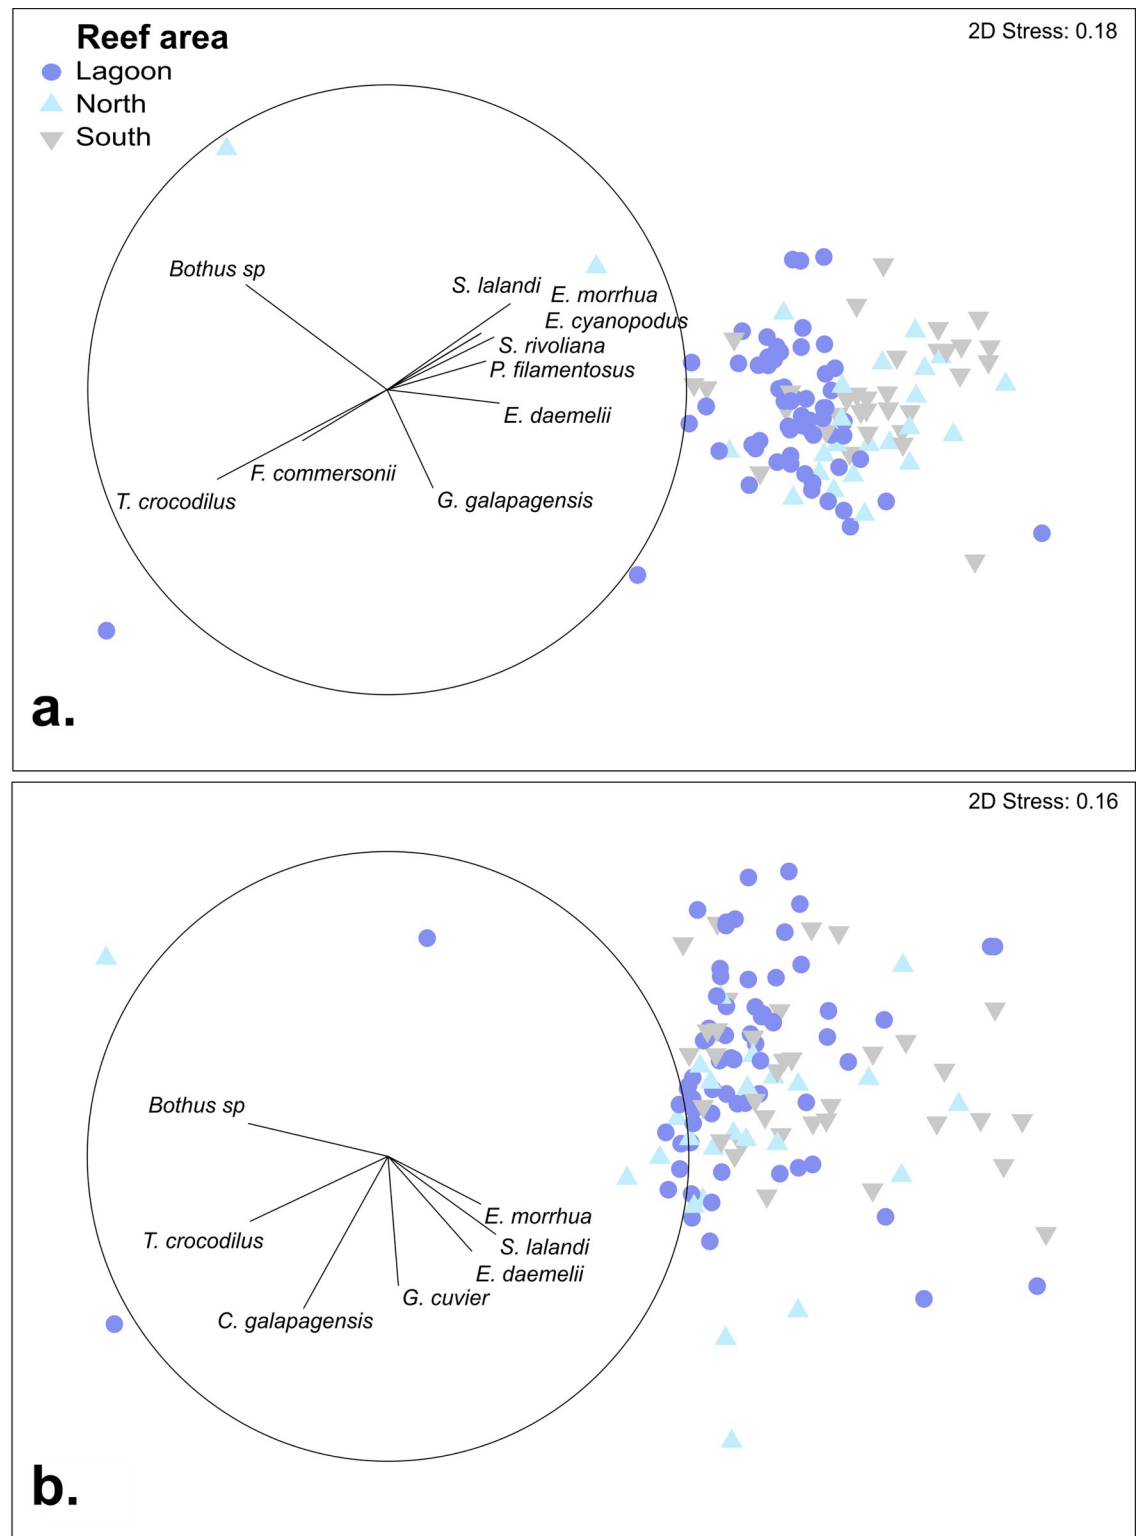 Reef area
Lagoon
North
South
2D Stress: 0.18
Bothus sp
S. lalandi
E. morrhua
E. cyanopodus
S. rivoliana
P. filamentosus
E. daemelii
F. commersonii
T. crocodilus
G. galapagensis
a.
2D Stress: 0.16
Bothus sp
T. crocodilus
E. morrhua
S. lalandi
E. daemelii
G. cuvier
C. galapagensis
b.